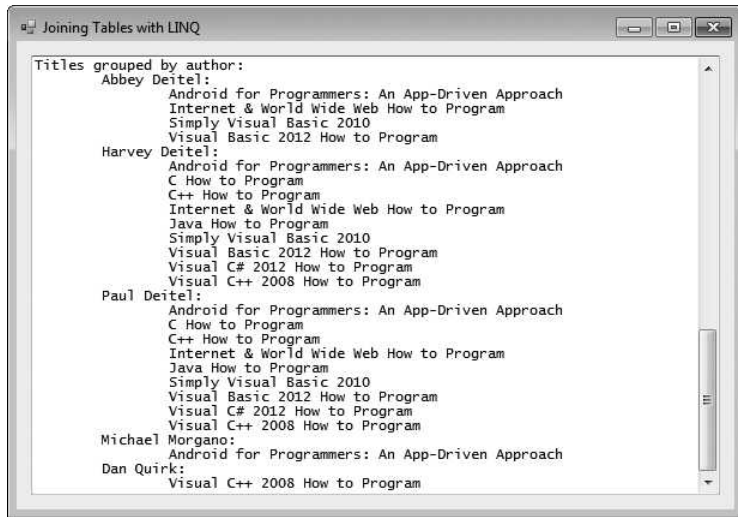 Joining Tables with LINQ
Titles grouped by author:
Abbey Deitel:
Android for Programmers: An App-Driven Approach
Internet & World Wide Web How to Program
Simply Visual Basic 2010
Visual Basic 2012 How to Program
Harvey Deitel:
Android for Programmers: An App-Driven Approach
C How to Program
C++ How to Program
Internet & World Wide Web How to Program
Java How to Program
Simply Visual Basic 2010
Visual Basic 2012 How to Program
Visual C# 2012 How to Program
Visual C++ 2008 How to Program
Paul Deitel:
Android for Programmers: An App-Driven Approach
C How to Program
C++ How to Program
Internet & World Wide Web How to Program
Java How to Program
Simply Visual Basic 2010
Visual Basic 2012 How to Program
Visual C# 2012 How to Program
Visual C++ 2008 How to Program
Michael Morgano:
Android for Programmers: An App-Driven Approach
Dan Quirk:
Visual C++ 2008 How to Program